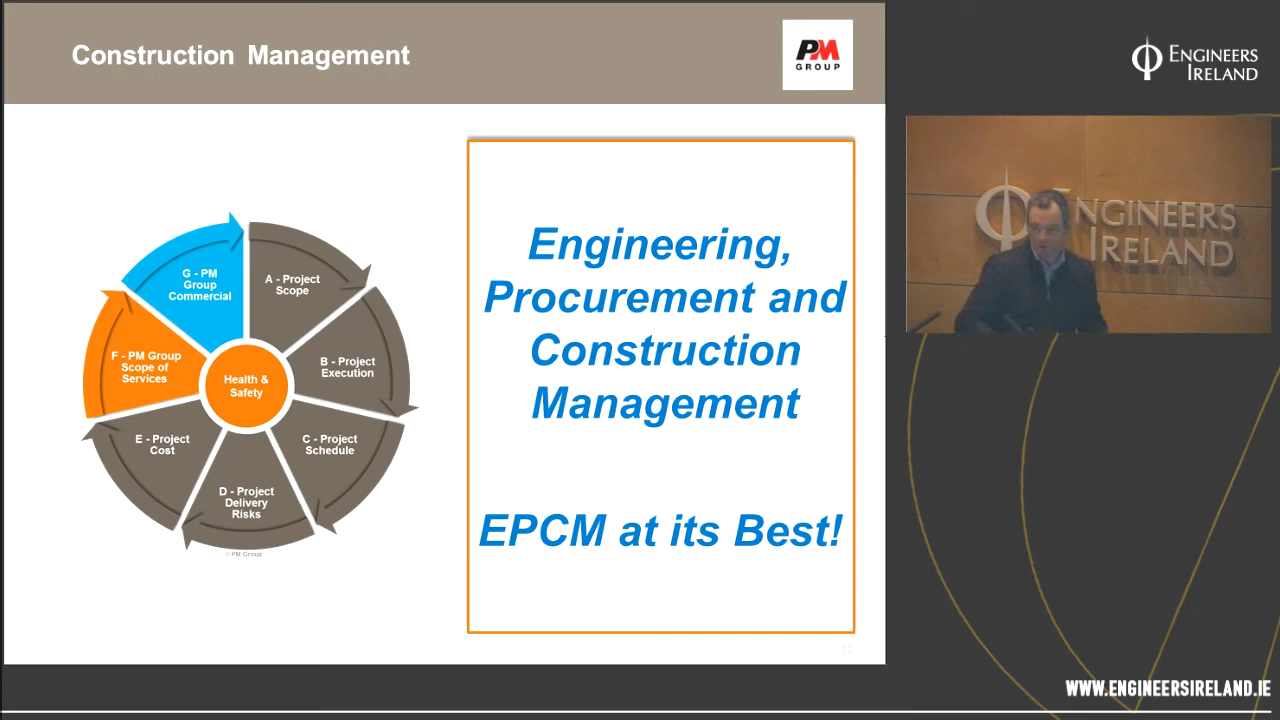 Construction Management
PM
GROUP
ENGINEERS
IRELAND
G - PM
Group
Commercial
A - Project
Scope
F - PM Group
Scope of
Services
B - Project
Execution
Health &
Safety
E - Project
Cost
C - Project
Schedule
D - Project
Delivery
Risks
© PM Group
Engineering,
Procurement and
Construction
Management
EPCM at its Best!
ENGINEERS
IRELAND
WWW.ENGINEERSIRELAND.IE